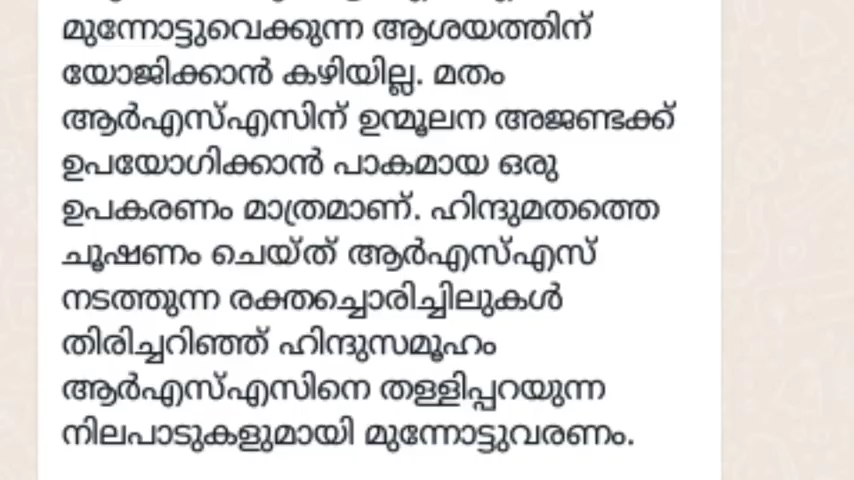 മുന്നോട്ടുവെക്കുന്ന ആശയത്തിന്
യോജിക്കാൻ കഴിയില്ല. മതം
ആർഎസ്എസിന് ഉന്മൂലന അജണ്ടക്ക്
ഉപയോഗിക്കാൻ പാകമായ ഒരു
ഉപകരണം മാത്രമാണ്. ഹിന്ദുമതത്തെ
ചൂഷണം ചെയ്ത് ആർഎസ്എസ്
നടത്തുന്ന രക്തച്ചൊരിച്ചിലുകൾ
തിരിച്ചറിഞ്ഞ് ഹിന്ദുസമൂഹം
ആർഎസ്എസിനെ തള്ളിപ്പറയുന്ന
നിലപാടുകളുമായി മുന്നോട്ടുവരണം.